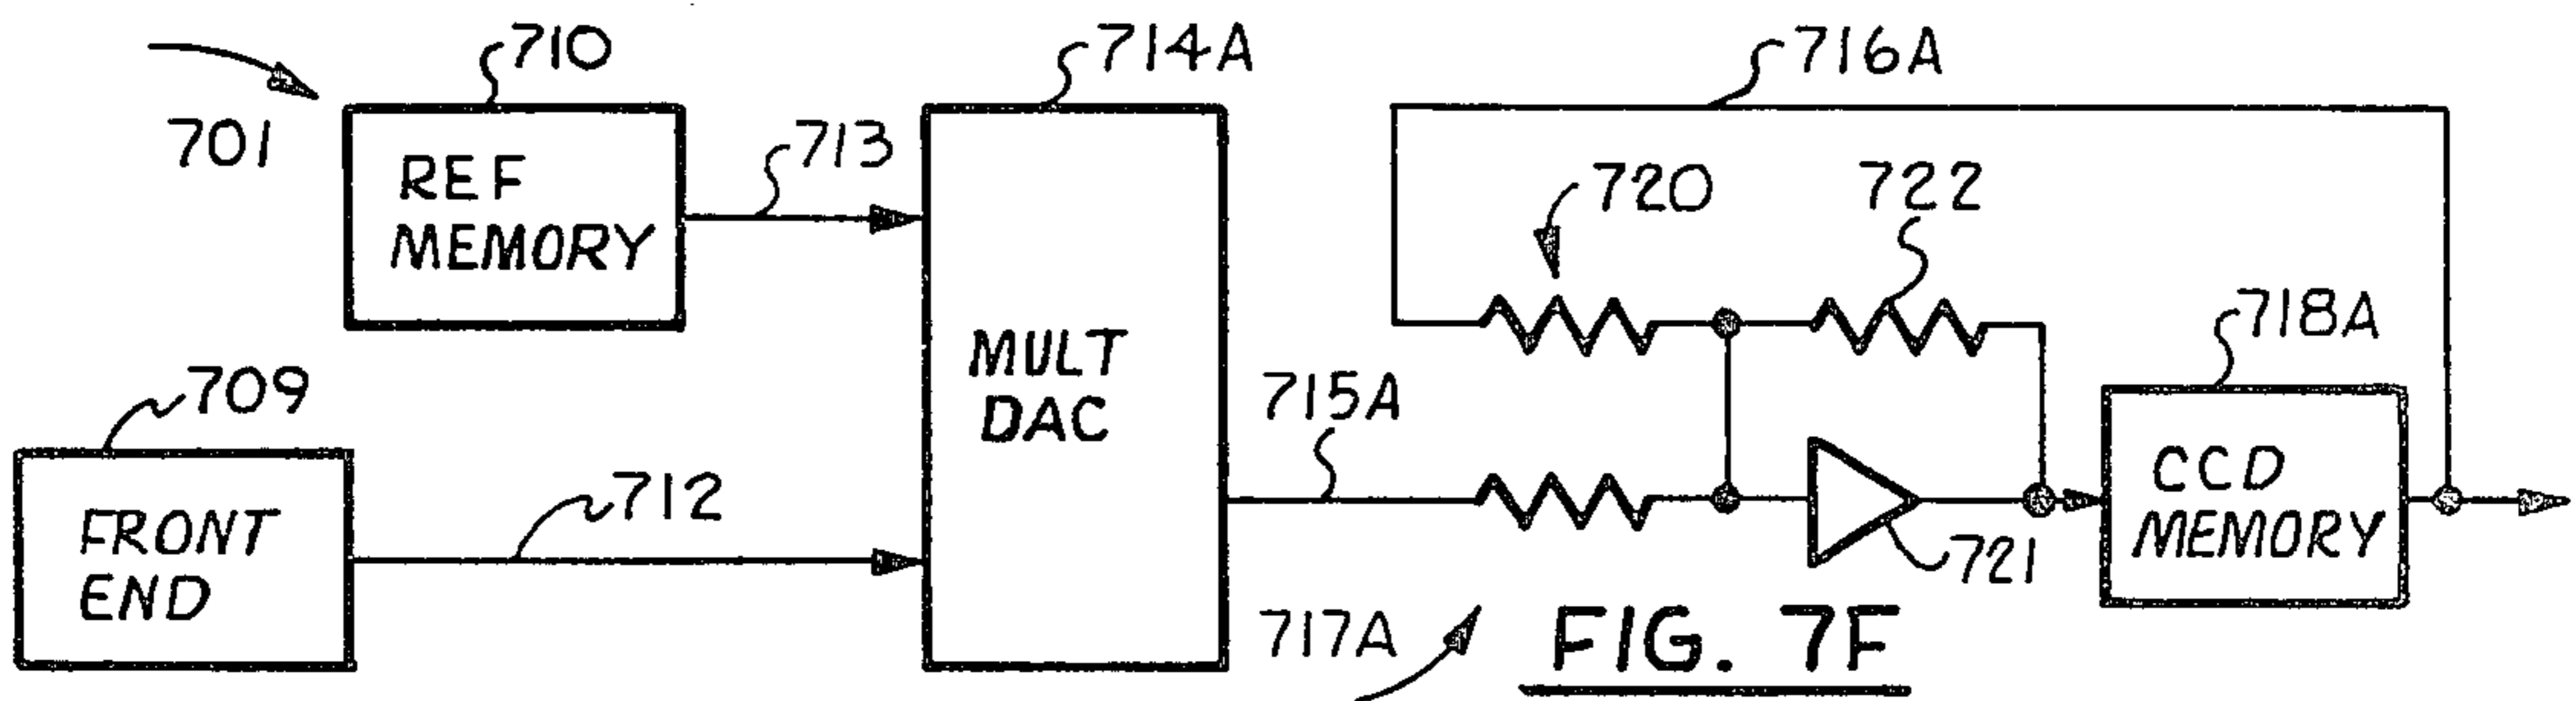 701
710
REF
MEMORY
713
714A
MULT
DAC
709
FRONT
END
712
715A
716A
720
722
721
718A
CCD
MEMORY
717A
FIG. 7F